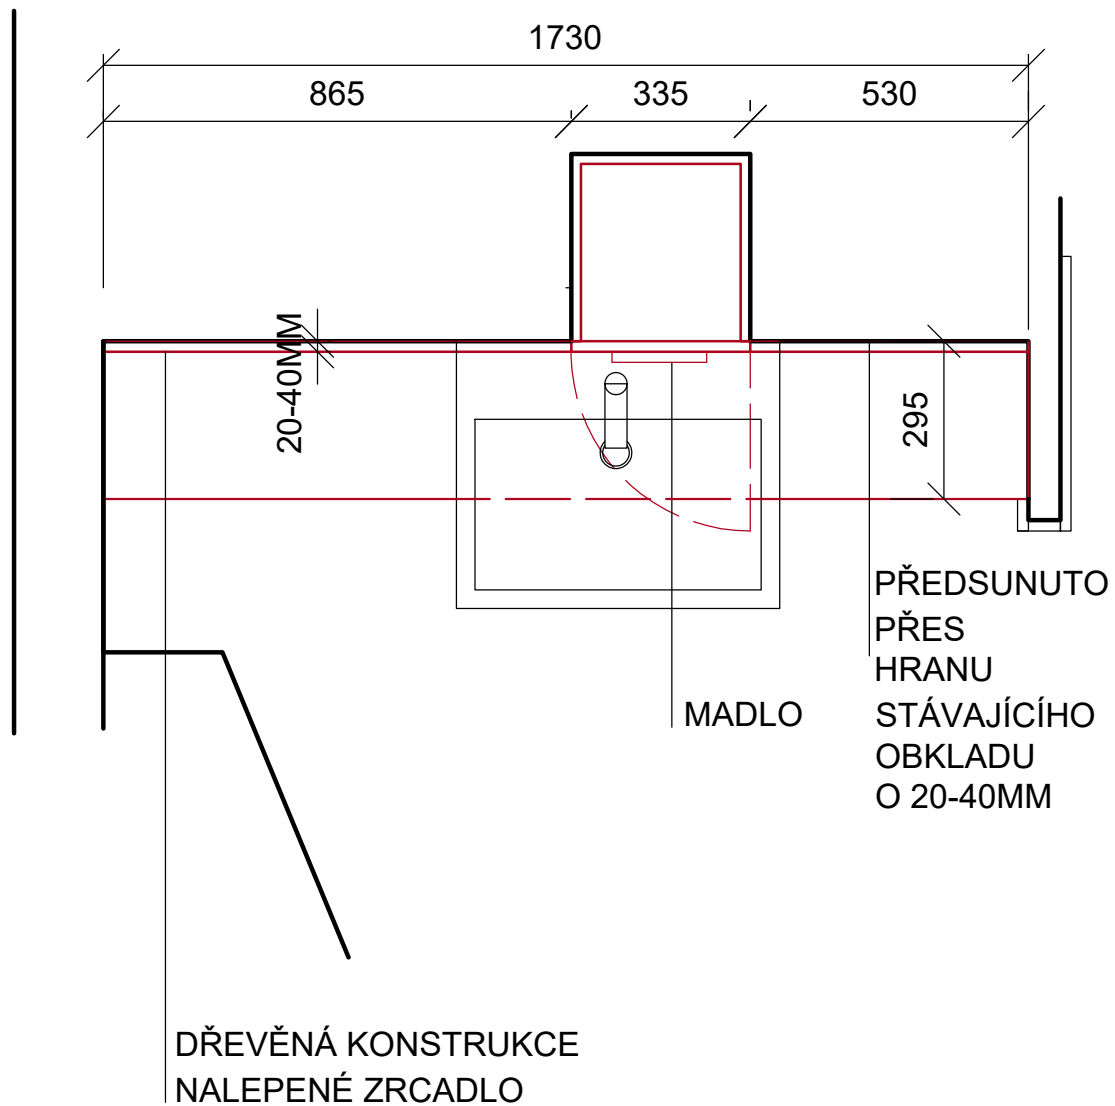 1730
865
335
530
20-40MM
295
PŘEDSUNUTO
PŘES
HRANU
STÁVAJÍCÍHO
OBKLADU
O 20-40MM
MADLO
DŘEVĚNÁ KONSTRUKCE
NALEPENÉ ZRCADLO